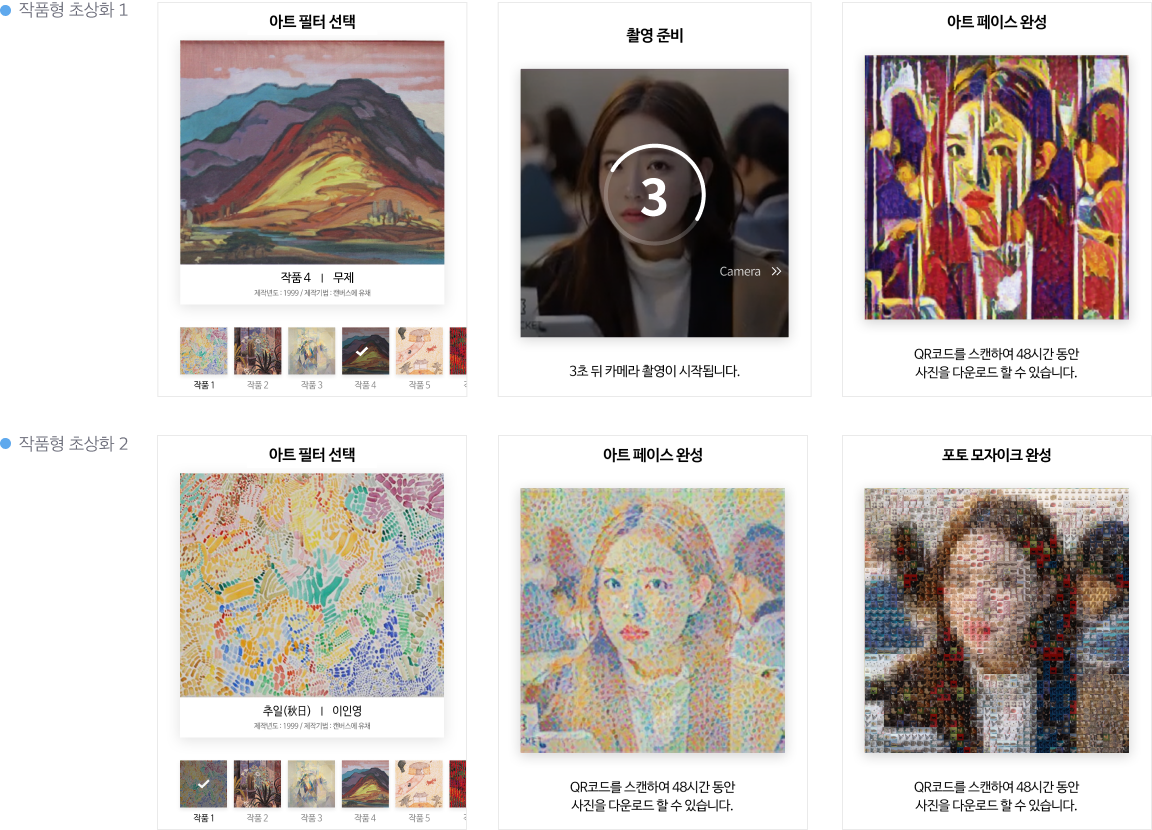 작품형 초상화 1
아트 필터 선택
작품 4 | 무제
제작년도 : 1999 / 제작기법 : 캔버스에 유채
작품 1
작품 2
작품 3
작품 4
작품 5
촬영 준비
3
Camera
CKET
3초 뒤 카메라 촬영이 시작됩니다.
아트 페이스 완성
QR코드를 스캔하여 48시간 동안
사진을 다운로드 할 수 있습니다.
작품형 초상화 2
아트 필터 선택
추일(秋日) | 이인영
제작년도 : 1999 / 제작기법 : 캔버스에 유채
작품 1
작품 2
작품 3
작품 4
작품 5
아트 페이스 완성
CKET
QR코드를 스캔하여 48시간 동안
사진을 다운로드 할 수 있습니다.
포토 모자이크 완성
QR코드를 스캔하여 48시간 동안
사진을 다운로드 할 수 있습니다.